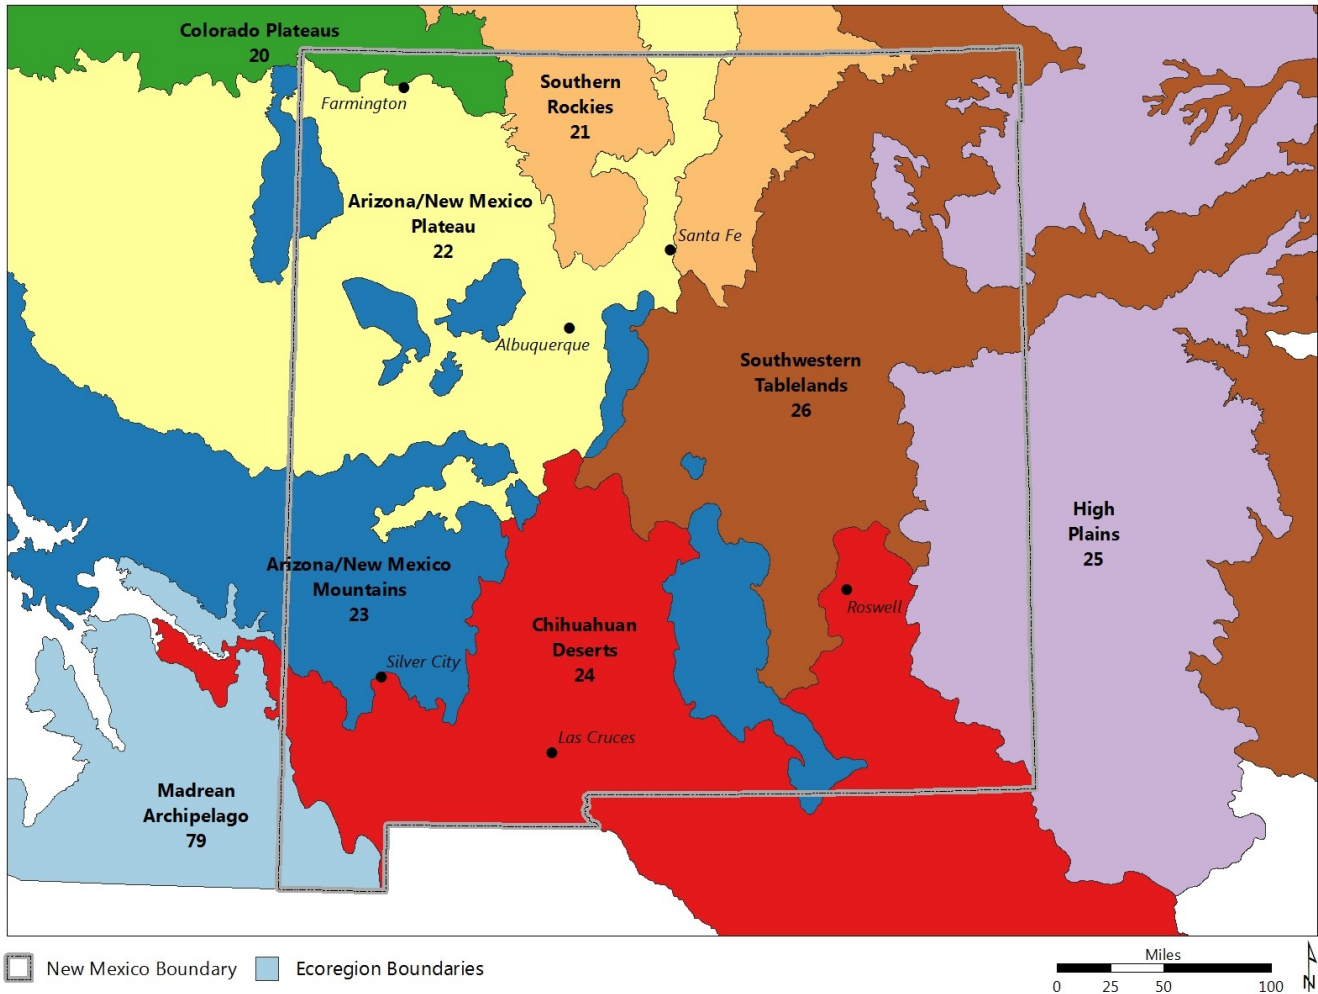 Colorado Plateaus
20
Farmington
Southern
Rockies
21
Arizona/New Mexico
Plateau
22
Santa Fe
Albuquerque
Southwestern
Tablelands
26
High
Plains
25
Arizona/New Mexico
Mountains
23
Roswell
Chihuahuan
Deserts
24
Silver City
Las Cruces
Madrean
Archipelago
79
New Mexico Boundary
Ecoregion Boundaries
Miles
0 25 50 100
N